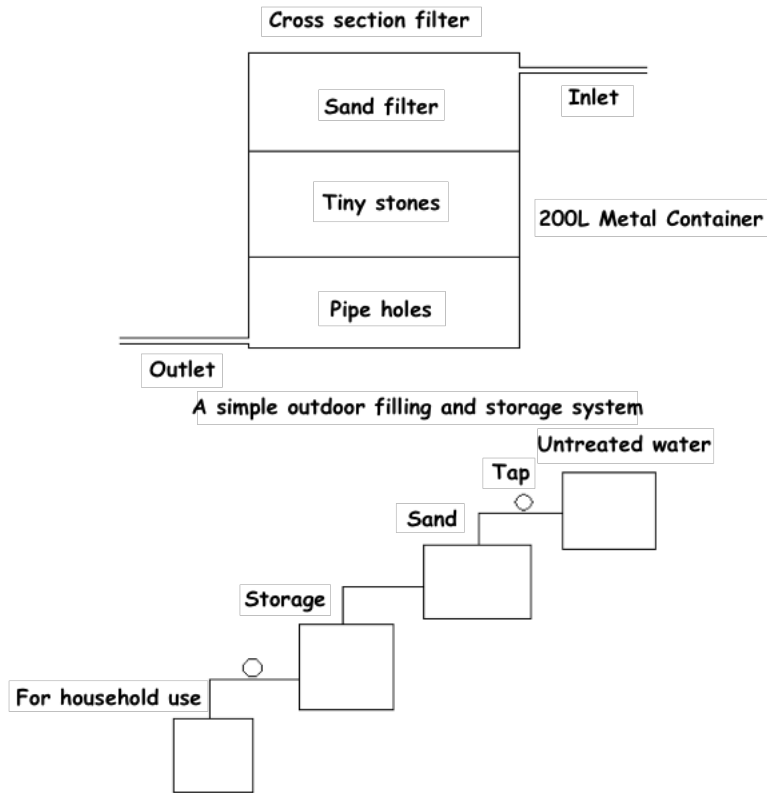 Cross section filter
Inlet
Sand filter
Tiny stones
200L Metal Container
Pipe holes
Outlet
A simple outdoor filling and storage system
Untreated water
Tap
Sand
Storage
For household use